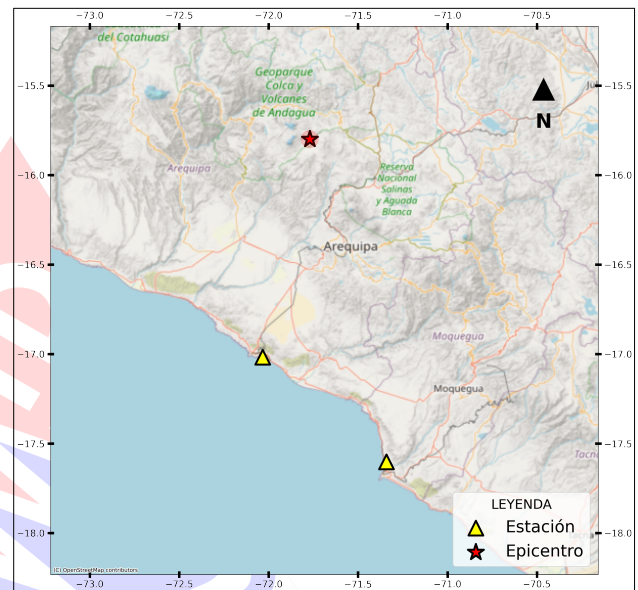 −73.0 −72.5 −72.0 −71.5 −71.0 −70.5
del Cotahuasi
Geoparque
Colca y
Volcanes
de Andagua
N
Arequipa
Reserva
Nacional
Salinas
y Aguada
Blanca
Arequipa
Moquegua
Moquegua
−15.5 −15.5
−16.0 −16.0
−16.5 −16.5
−17.0 −17.0
−17.5 −17.5
−18.0 −18.0
LEYENDA
Estación
Epicentro
(C) OpenStreetMap contributors
−73.0 −72.5 −72.0 −71.5 −71.0 −70.5